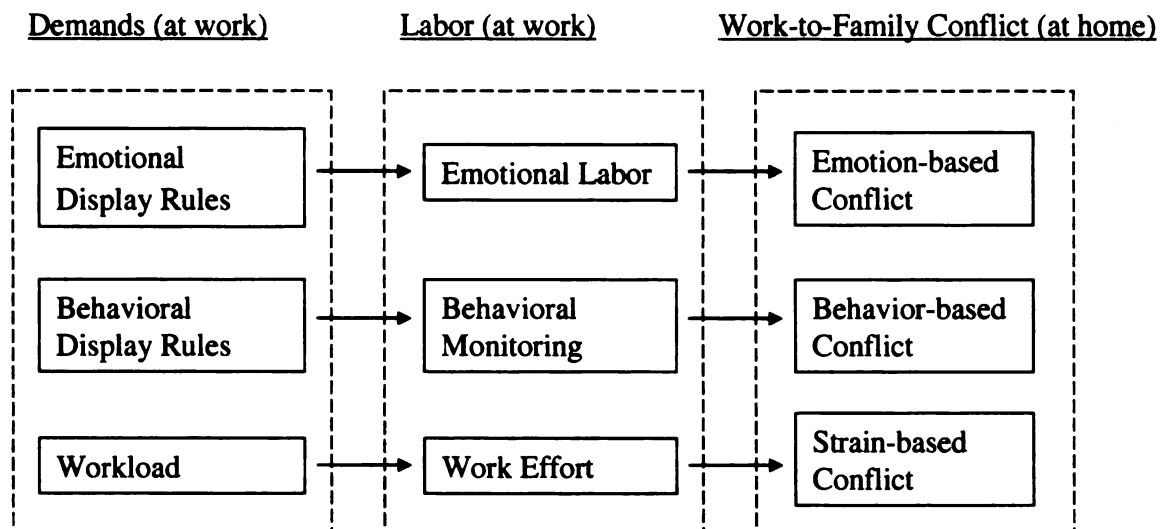 Demands (at work)
Labor (at work)
Work-to-Family Conflict (at home)
Emotional
Display Rules
Emotional Labor
Emotion-based
Conflict
Behavioral
Display Rules
Behavioral
Monitoring
Behavior-based
Conflict
Workload
Work Effort
Strain-based
Conflict